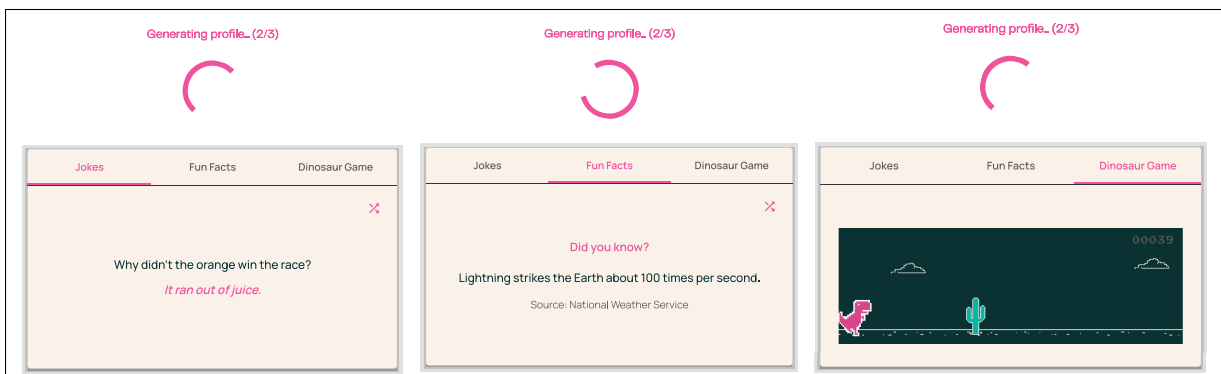 Generating profile... (2/3)
Jokes
Fun Facts
Dinosaur Game
Why didn't the orange win the race?
It ran out of juice.
Generating profile... (2/3)
Jokes
Fun Facts
Dinosaur Game
Did you know?
Lightning strikes the Earth about 100 times per second.
Source: National Weather Service
Generating profile... (2/3)
Jokes
Fun Facts
Dinosaur Game
00039